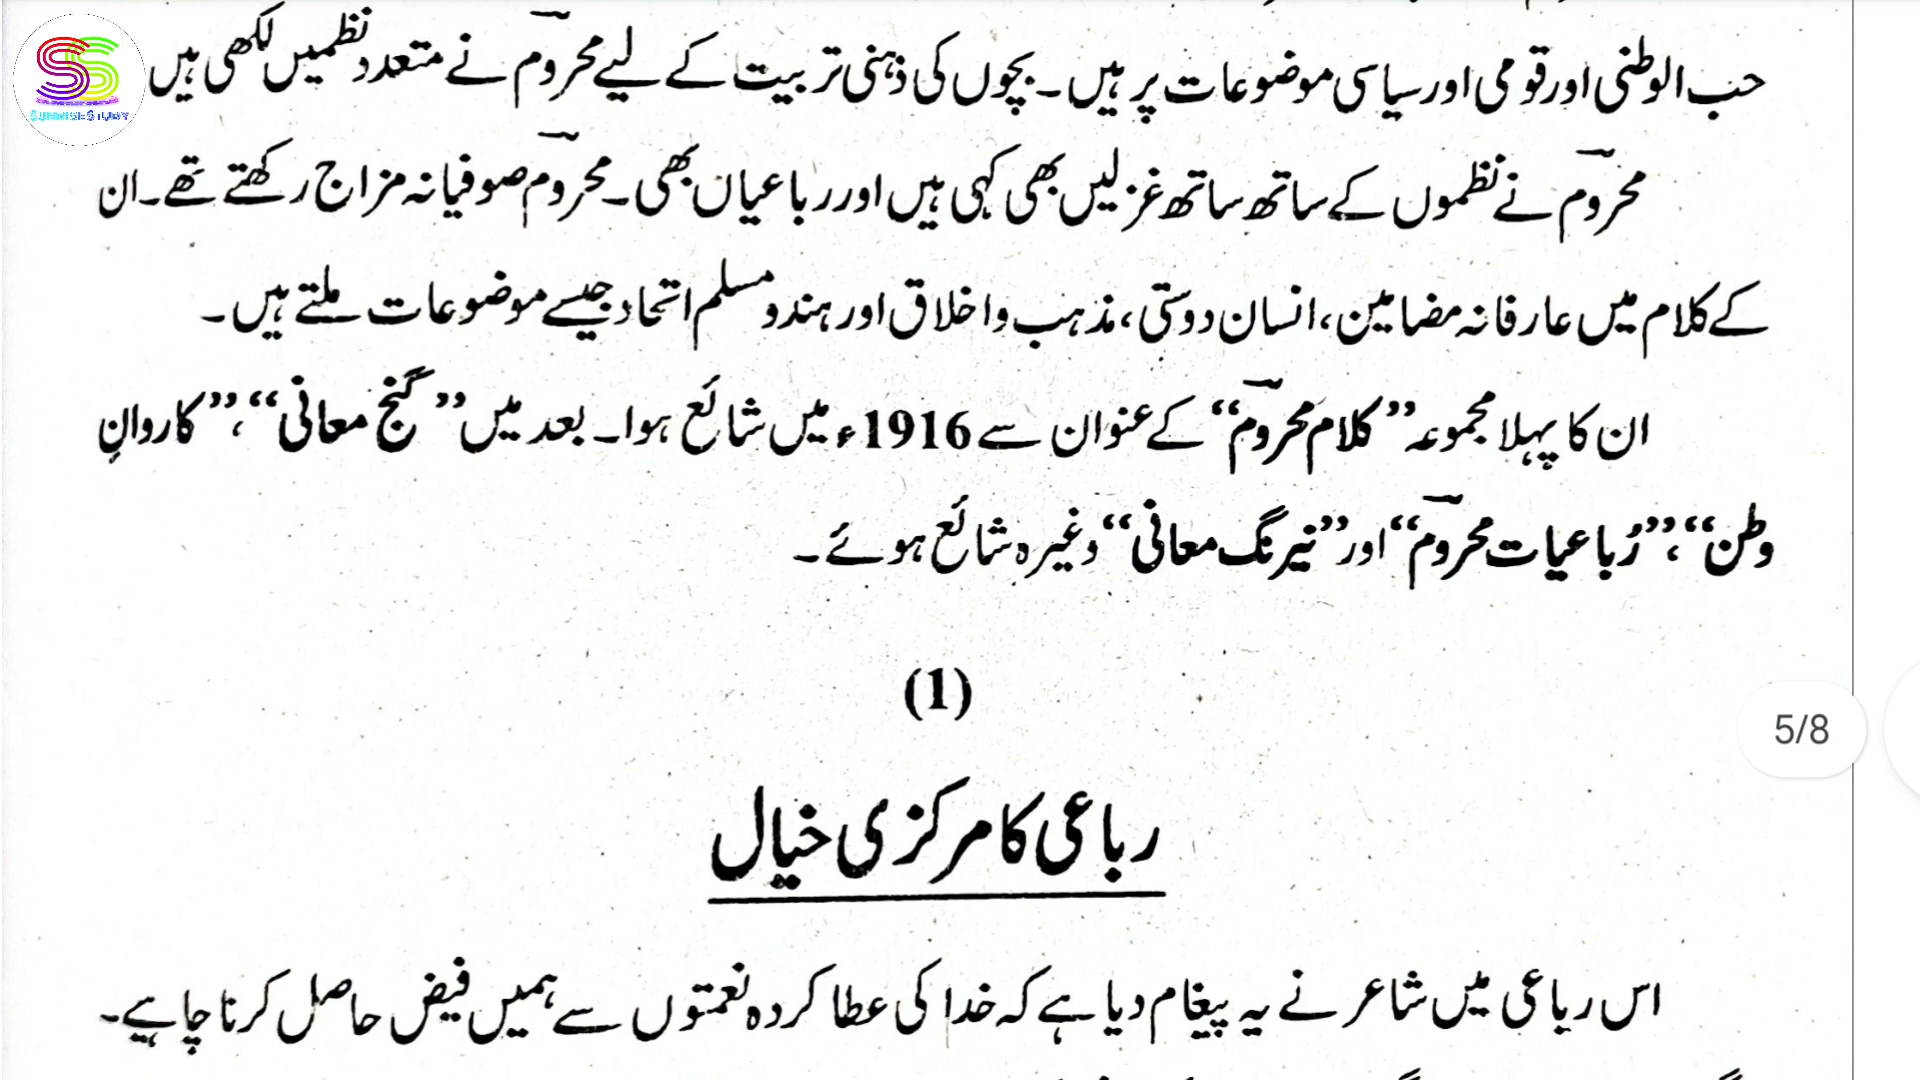 حب الوطنی اور قومی اور سیاسی موضوعات پر ہیں۔ بچوں کی ذہنی تربیت کے لیے محرومؔ نے متعدد نظمیں لکھی ہیں
محرومؔ نے نظموں کے ساتھ ساتھ غزلیں بھی کہی ہیں اور رباعیاں بھی۔ محرومؔ صوفیانہ مزاج رکھتے تھے۔ ان
کے کلام میں عارفانہ مضامین، انسان دوستی، مذہب و اخلاق اور ہندو مسلم اتحاد جیسے موضوعات ملتے ہیں۔
ان کا پہلا مجموعہ ”کلام محرومؔ“ کے عنوان سے 1916ء میں شائع ہوا۔ بعد میں ”گنج معانی“، ”کاروانِ
وطن“، ”رُباعیات محرومؔ“ اور ”نیرنگ معانی“ وغیرہ شائع ہوئے۔
(1)
5/8
رباعی کا مرکزی خیال
اس رباعی میں شاعر نے یہ پیغام دیا ہے کہ خدا کی عطا کردہ نعمتوں سے ہمیں فیض حاصل کرنا چاہیے۔
SS
SUNRISESTUDY